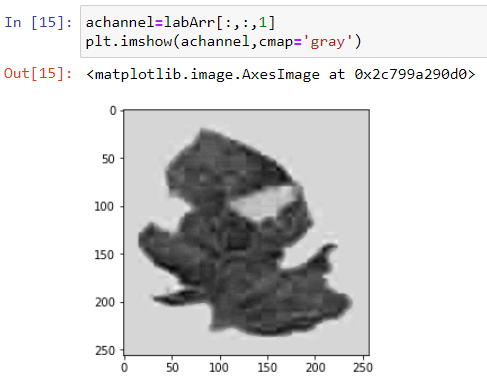 In [15]: achannel=labArr[:,:,1]
plt.imshow(achannel,cmap='gray')
Out[15]: <matplotlib.image.AxesImage at 0x2c799a290d0>
0
50
100
150
200
250
0 50 100 150 200 250